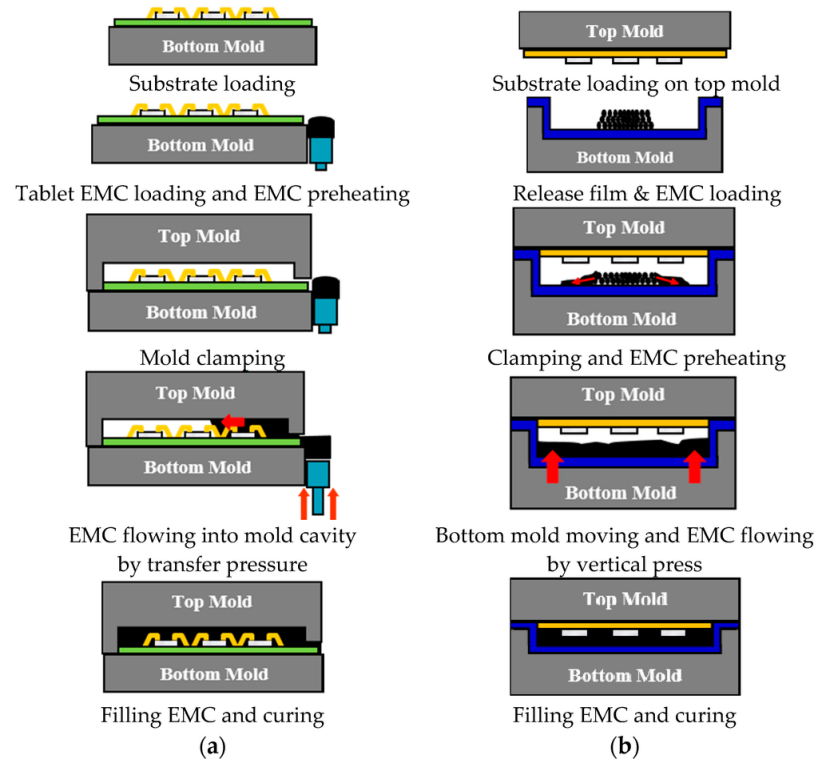 Bottom Mold
Substrate loading
Bottom Mold
Tablet EMC loading and EMC preheating
Top Mold
Bottom Mold
Mold clamping
Top Mold
Bottom Mold
EMC flowing into mold cavity
by transfer pressure
Top Mold
Bottom Mold
Filling EMC and curing
(a)
Top Mold
Substrate loading on top mold
Bottom Mold
Release film & EMC loading
Top Mold
Bottom Mold
Clamping and EMC preheating
Top Mold
Bottom Mold
Bottom mold moving and EMC flowing
by vertical press
Top Mold
Bottom Mold
Filling EMC and curing
(b)